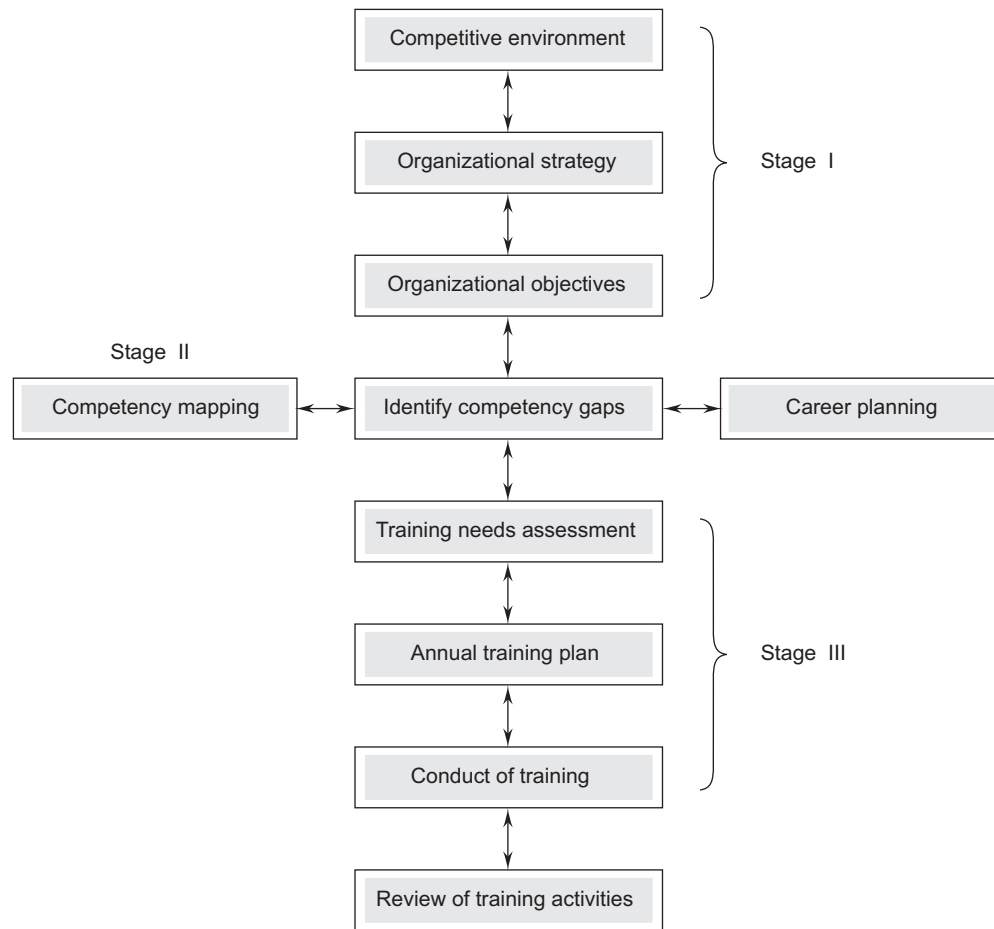 Competitive environment
Organizational strategy
Stage I
Organizational objectives
Stage II
Competency mapping
Identify competency gaps
Career planning
Training needs assessment
Annual training plan
Stage III
Conduct of training
Review of training activities